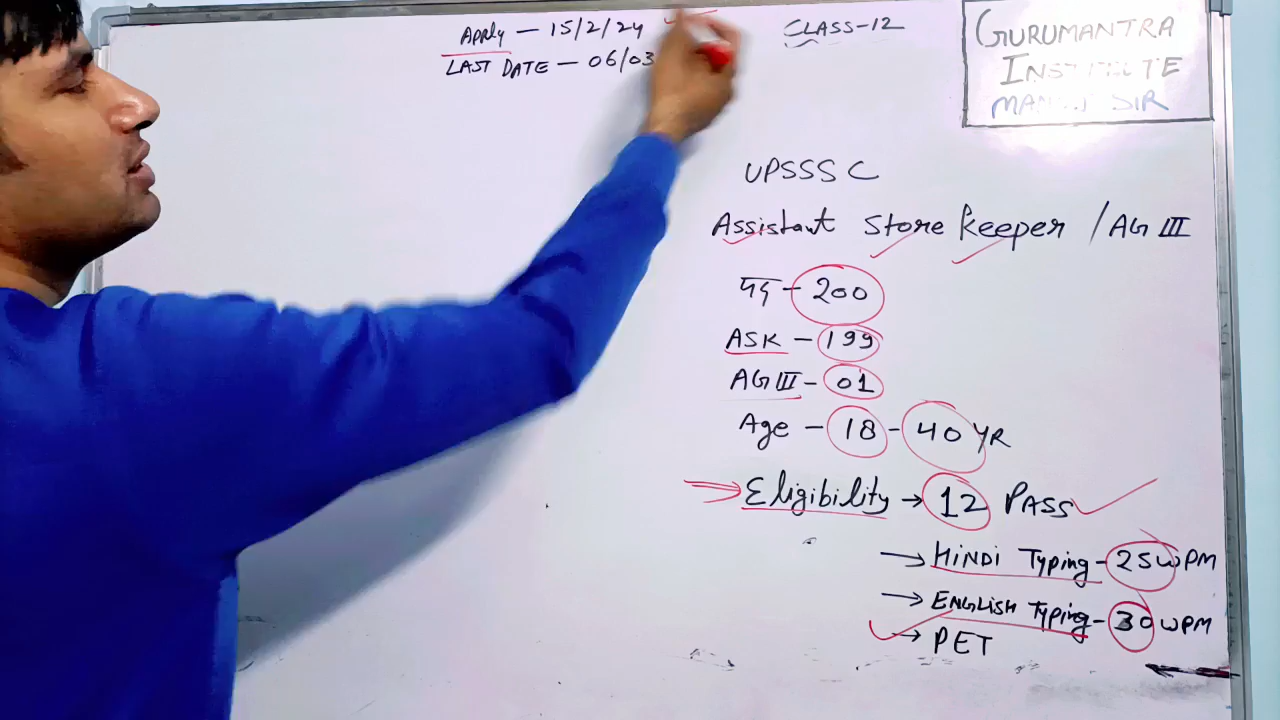 APPly — 15/2/24
LAST DATE — 06/03
CLASS-12
GURUMANTRA
INSTITUTE
UPSSSC
Assistant Store Keeper / AG III
पद - 200
ASK - 199
AG III - 01
Age - 18 - 40 YR
Eligibility → 12 PASS
→ HINDI Typing - 25 WPM
→ ENGLISH Typing - 30 WPM
→ PET